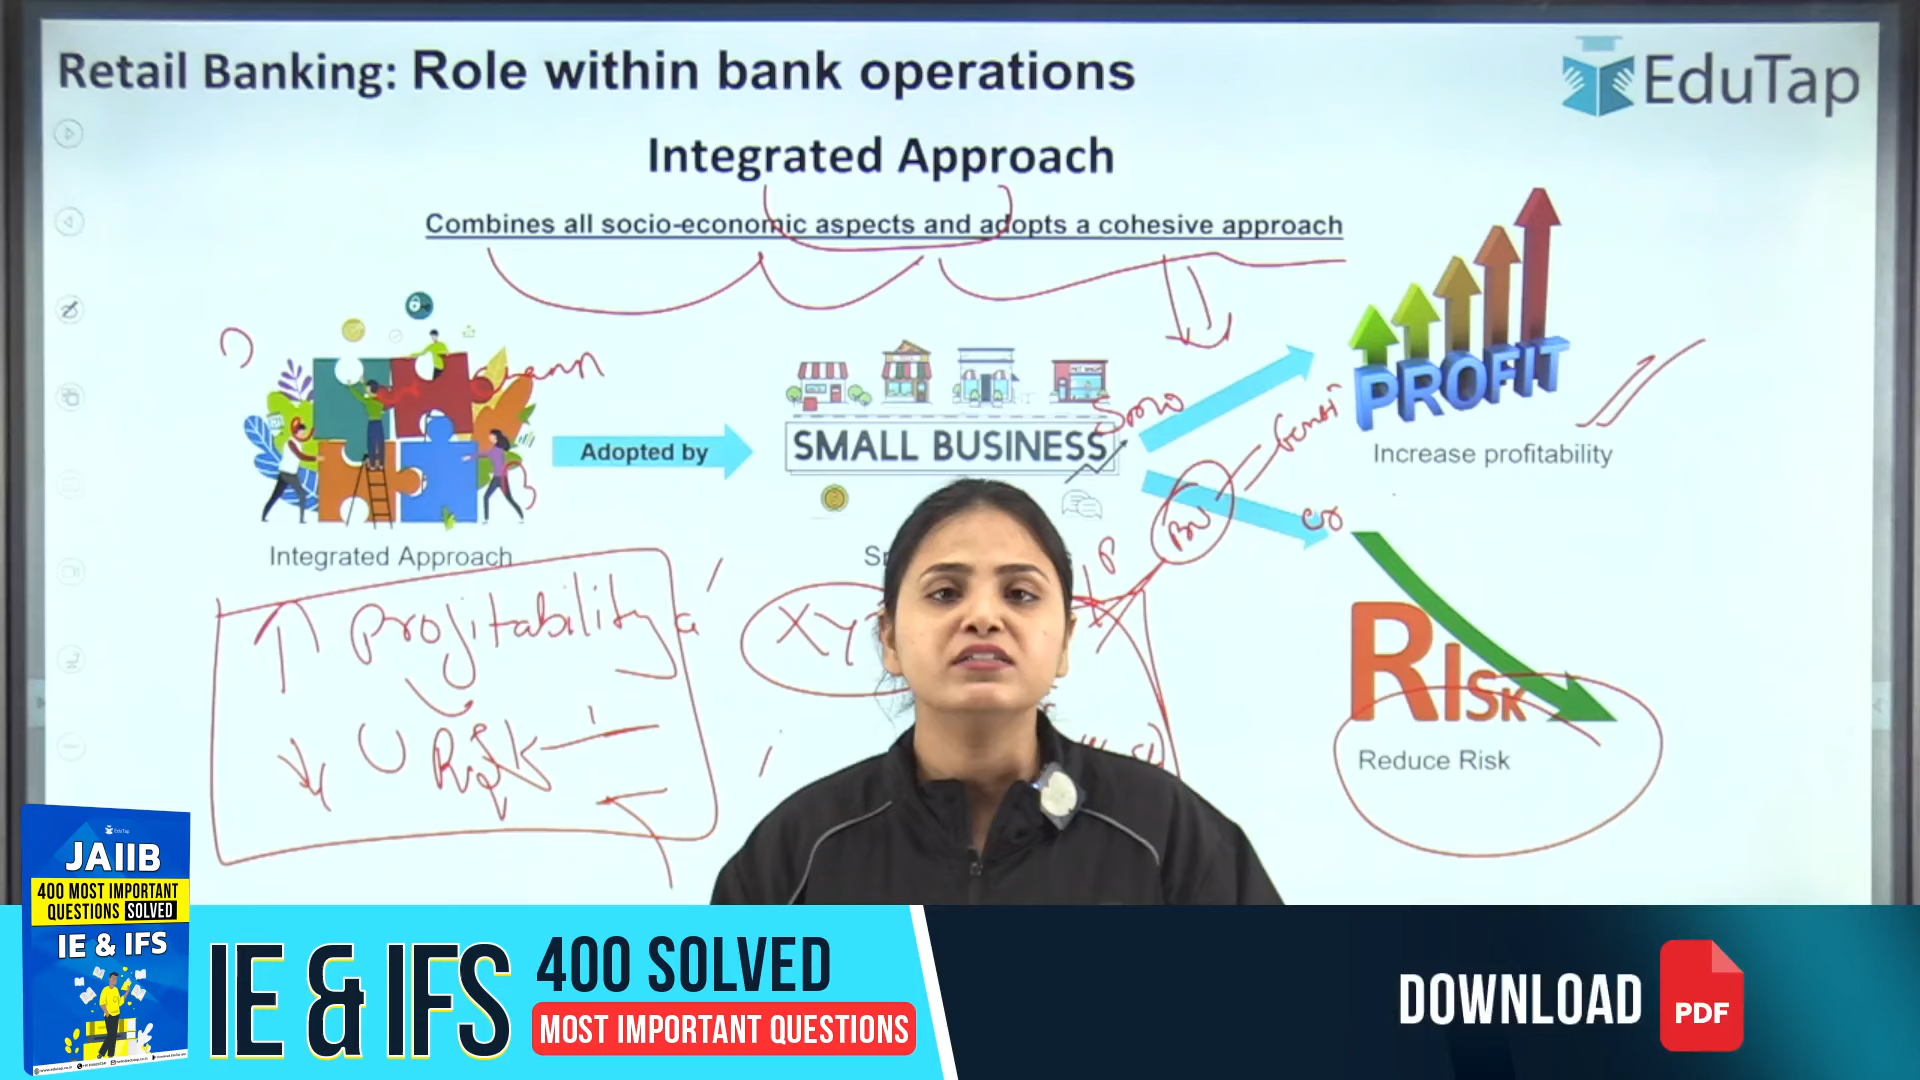 Retail Banking: Role within bank operations
EduTap
Integrated Approach
Combines all socio-economic aspects and adopts a cohesive approach
Adopted by
SMALL BUSINESS
PROFIT
Increase profitability
Integrated Approach
Profitability
XY
Risk
RISK
Reduce Risk
EduTap
JAIIB
400 MOST IMPORTANT
QUESTIONS SOLVED
IE & IFS
IE & IFS
400 SOLVED
MOST IMPORTANT QUESTIONS
DOWNLOAD
PDF